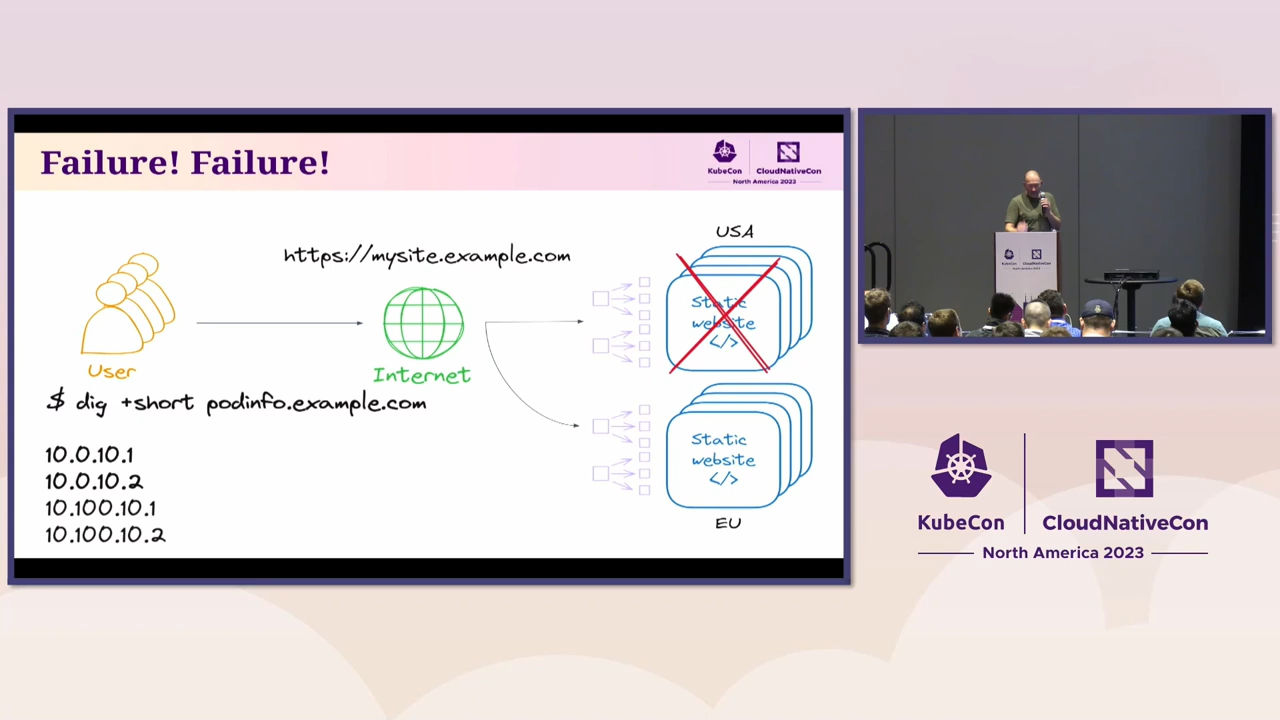 Failure! Failure!
KubeCon
CloudNativeCon
North America 2023
https://mysite.example.com
USA
Static
website
</>
User
Internet
$ dig +short podinfo.example.com
10.0.10.1
10.0.10.2
10.100.10.1
10.100.10.2
Static
website
</>
EU
KubeCon
CloudNativeCon
KubeCon
CloudNativeCon
North America 2023